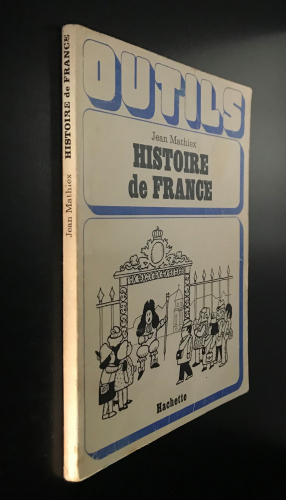 Jean Mathiex HISTOIRE de FRANCE
OUTILS
Jean Mathiex
HISTOIRE
de FRANCE
Hachette